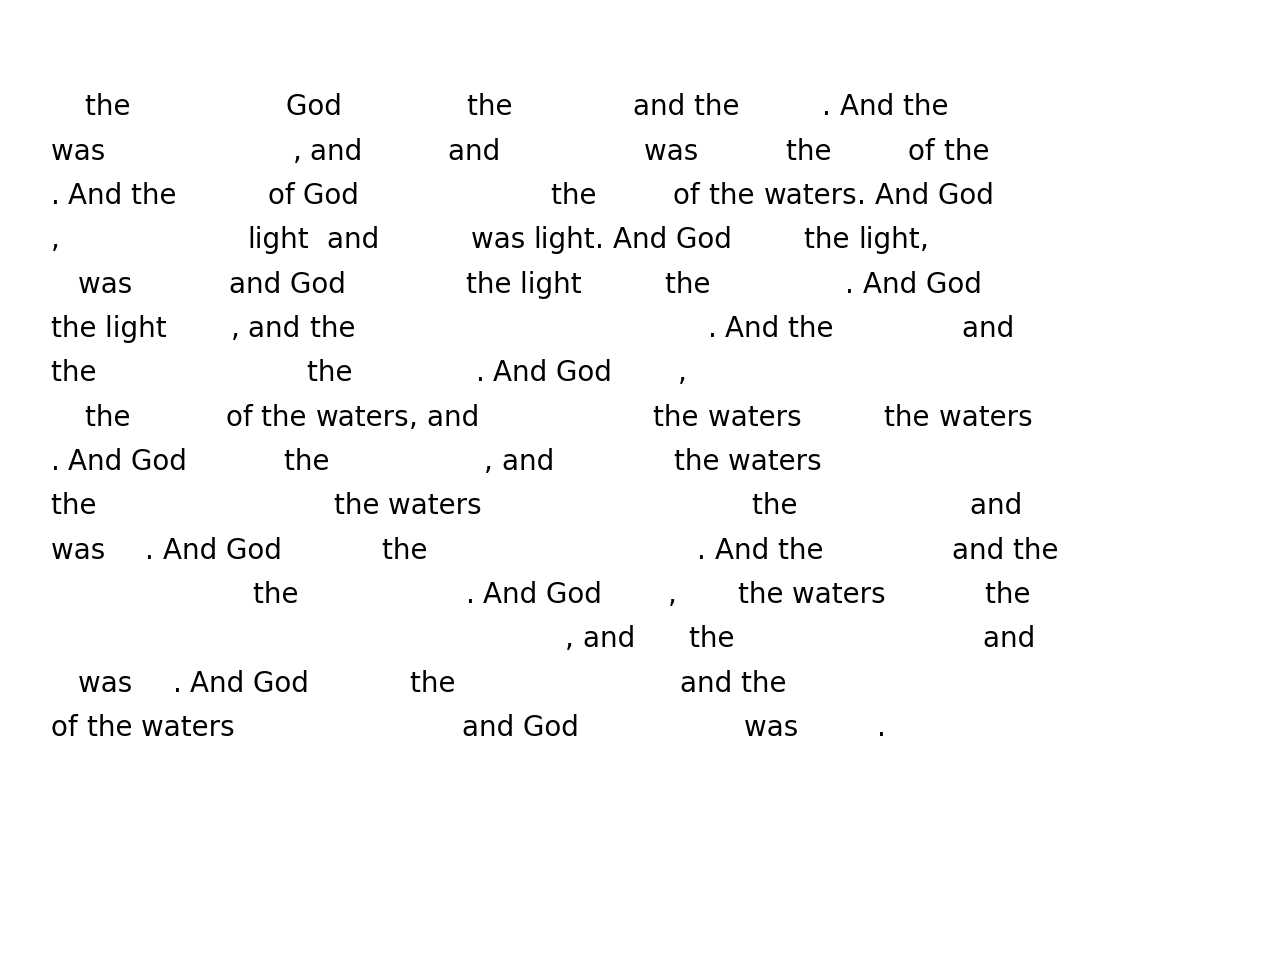 the God the and the . And the
was , and and was the of the
. And the of God the of the waters. And God
, light and was light. And God the light,
was and God the light the . And God
the light , and the . And the and
the the . And God ,
the of the waters, and the waters the waters
. And God the , and the waters
the the waters the and
was . And God the . And the and the
the . And God , the waters the
, and the and
was . And God the and the
of the waters and God was .